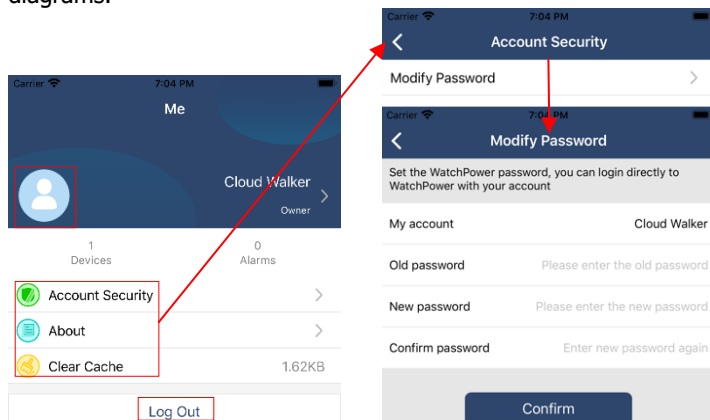 diagrams.
Carrier 7:04 PM
Me
Cloud Walker
Owner
1 0
Devices Alarms
Account Security
About
Clear Cache 1.62KB
Log Out
Carrier 7:04 PM
Account Security
Modify Password
Carrier 7:04 PM
Modify Password
Set the WatchPower password, you can login directly to
WatchPower with your account
My account Cloud Walker
Old password Please enter the old password
New password Please enter the new password
Confirm password Enter new password again
Confirm